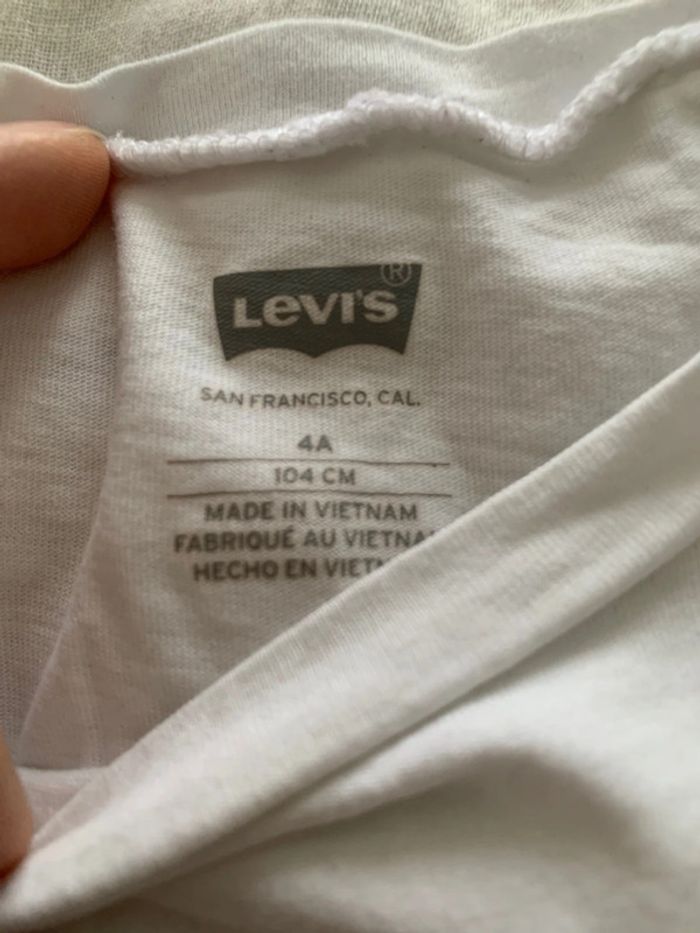 Levi's®
SAN FRANCISCO, CAL.
4A
104 CM
MADE IN VIETNAM
FABRIQUÉ AU
HECHO EN